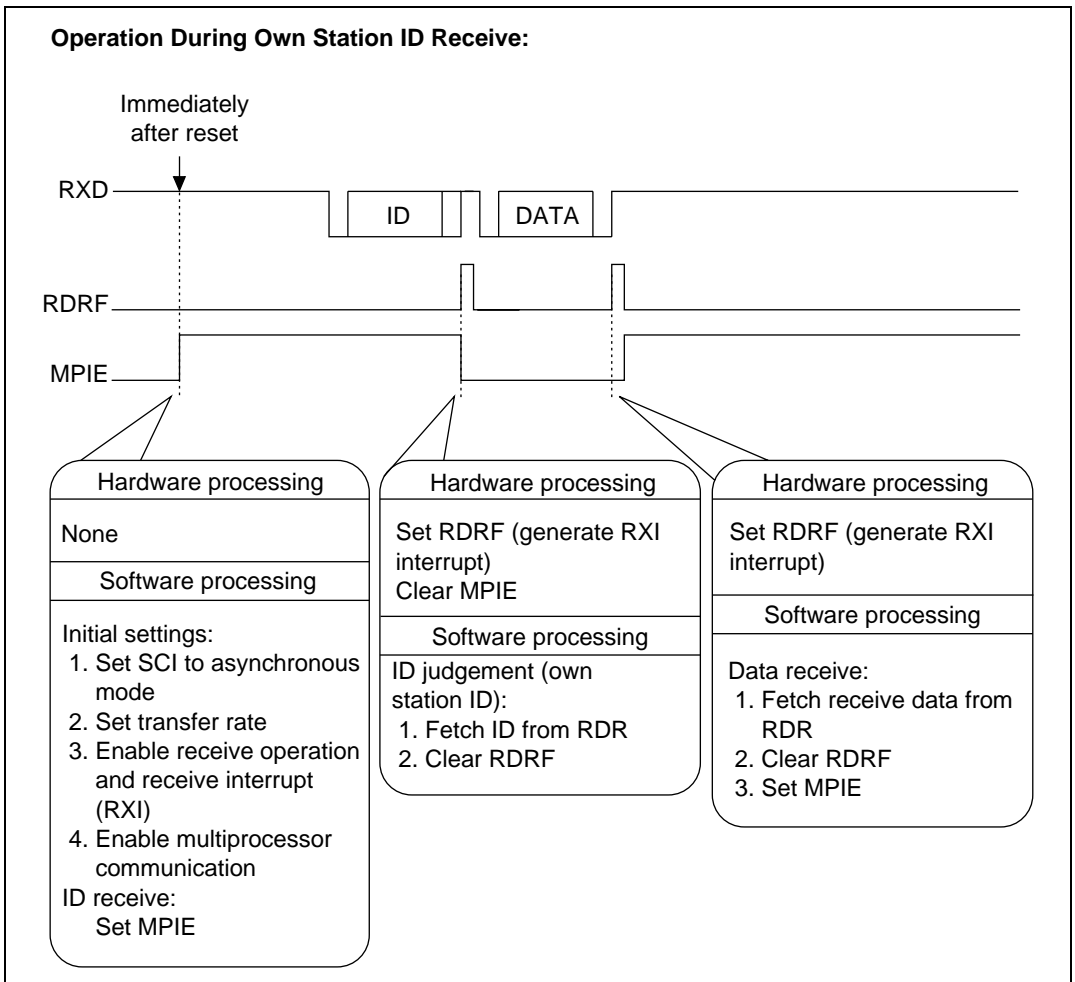 Operation During Own Station ID Receive:
Immediately
after reset
RXD
ID
DATA
RDRF
MPIE
Hardware processing
None
Software processing
Initial settings:
1. Set SCI to asynchronous
mode
2. Set transfer rate
3. Enable receive operation
and receive interrupt
(RXI)
4. Enable multiprocessor
communication
ID receive:
Set MPIE
Hardware processing
Set RDRF (generate RXI
interrupt)
Clear MPIE
Software processing
ID judgement (own
station ID):
1. Fetch ID from RDR
2. Clear RDRF
Hardware processing
Set RDRF (generate RXI
interrupt)
Software processing
Data receive:
1. Fetch receive data from
RDR
2. Clear RDRF
3. Set MPIE